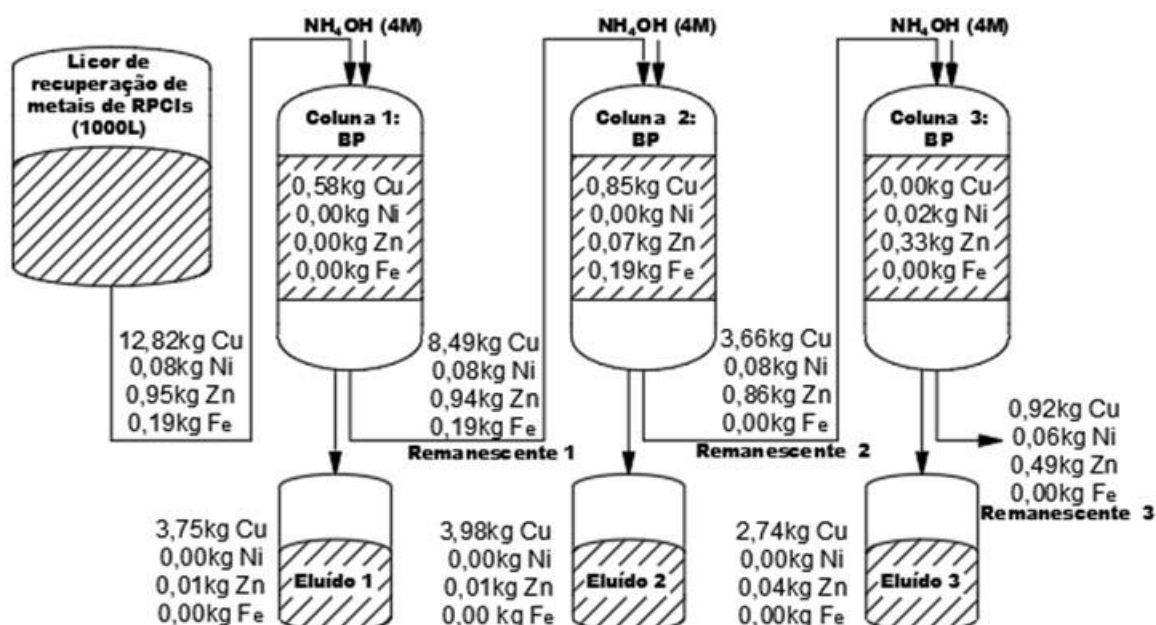 Licor de
recuperação de
metais de RPCIs
(1000L)
NH₄OH (4M)
Coluna 1:
BP
0,58kg Cu
0,00kg Ni
0,00kg Zn
0,00kg Fe
NH₄OH (4M)
Coluna 2:
BP
0,85kg Cu
0,00kg Ni
0,07kg Zn
0,19kg Fe
NH₄OH (4M)
Coluna 3:
BP
0,00kg Cu
0,02kg Ni
0,33kg Zn
0,00kg Fe
12,82kg Cu
0,08kg Ni
0,95kg Zn
0,19kg Fe
8,49kg Cu
0,08kg Ni
0,94kg Zn
0,19kg Fe
Remanescente 1
3,66kg Cu
0,08kg Ni
0,86kg Zn
0,00kg Fe
Remanescente 2
0,92kg Cu
0,06kg Ni
0,49kg Zn
0,00kg Fe
Remanescente 3
3,75kg Cu
0,00kg Ni
0,01kg Zn
0,00kg Fe
Eluído 1
3,98kg Cu
0,00kg Ni
0,01kg Zn
0,00 kg Fe
Eluído 2
2,74kg Cu
0,00kg Ni
0,04kg Zn
0,00kg Fe
Eluído 3